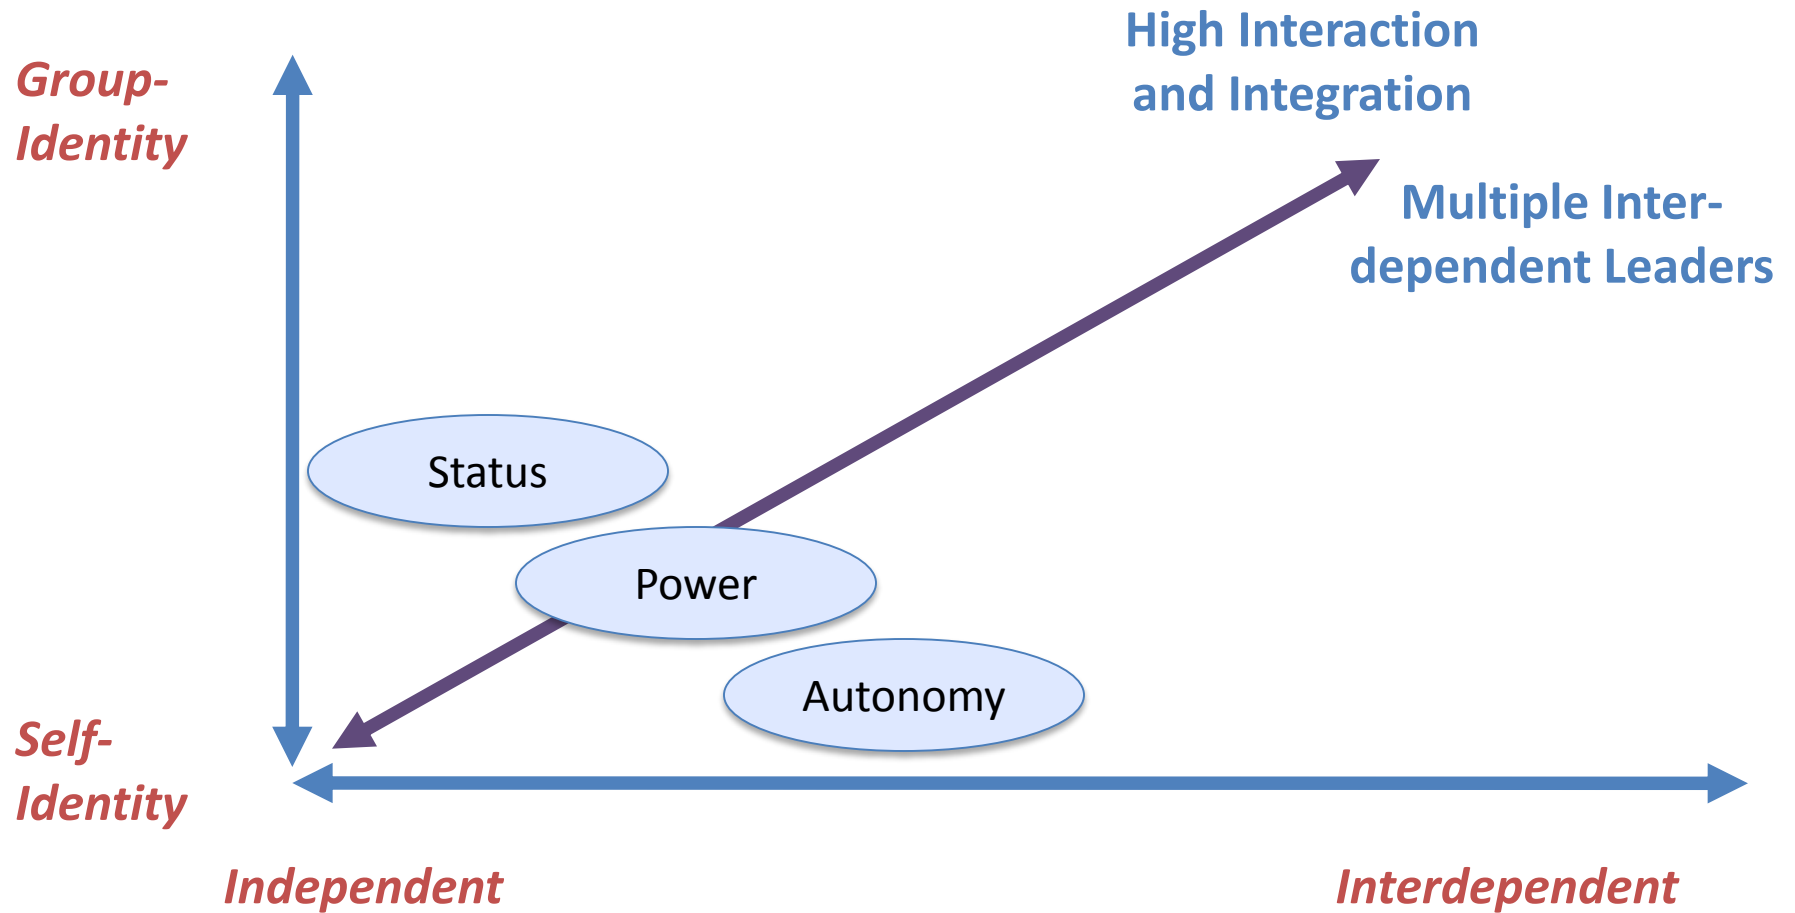 High Interaction
and Integration
Group-
Identity
Multiple Inter-
dependent Leaders
Status
Power
Autonomy
Self-
Identity
Independent
Interdependent